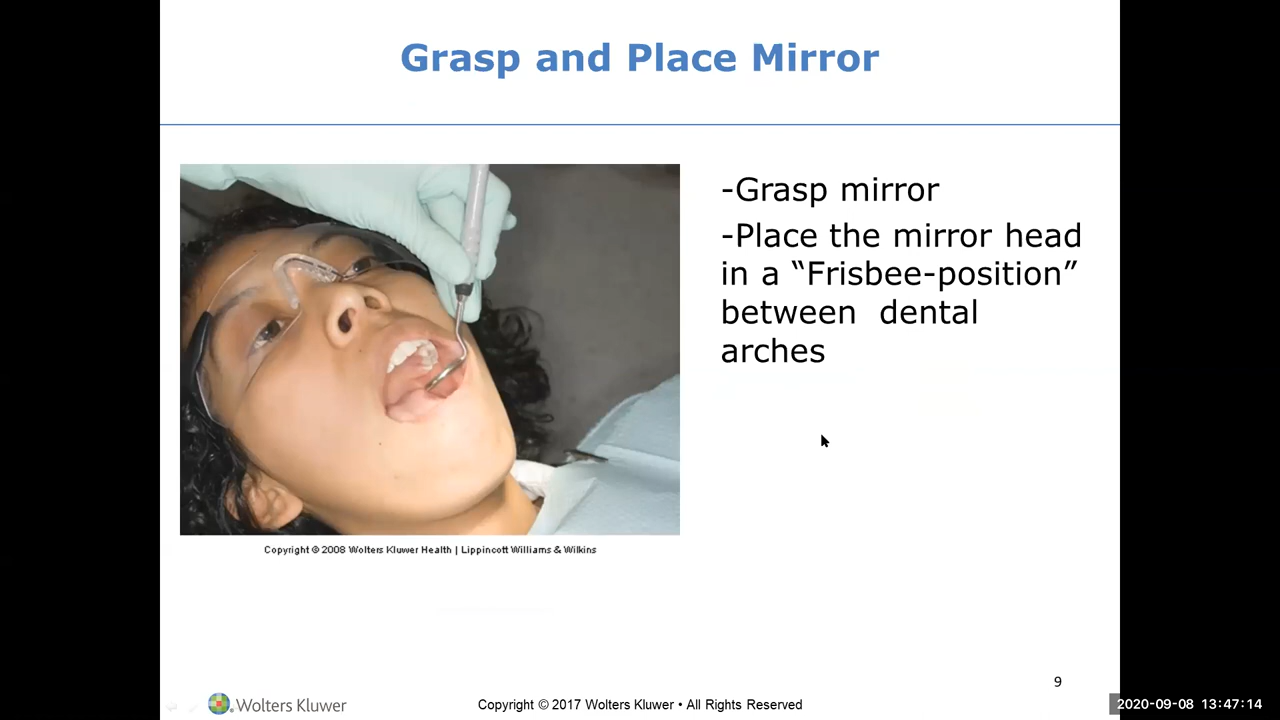 Grasp and Place Mirror
-Grasp mirror
-Place the mirror head
in a “Frisbee-position”
between  dental
arches
Copyright © 2008 Wolters Kluwer Health | Lippincott Williams & Wilkins
9
Wolters Kluwer
Copyright © 2017 Wolters Kluwer • All Rights Reserved
2020-09-08 13:47:14